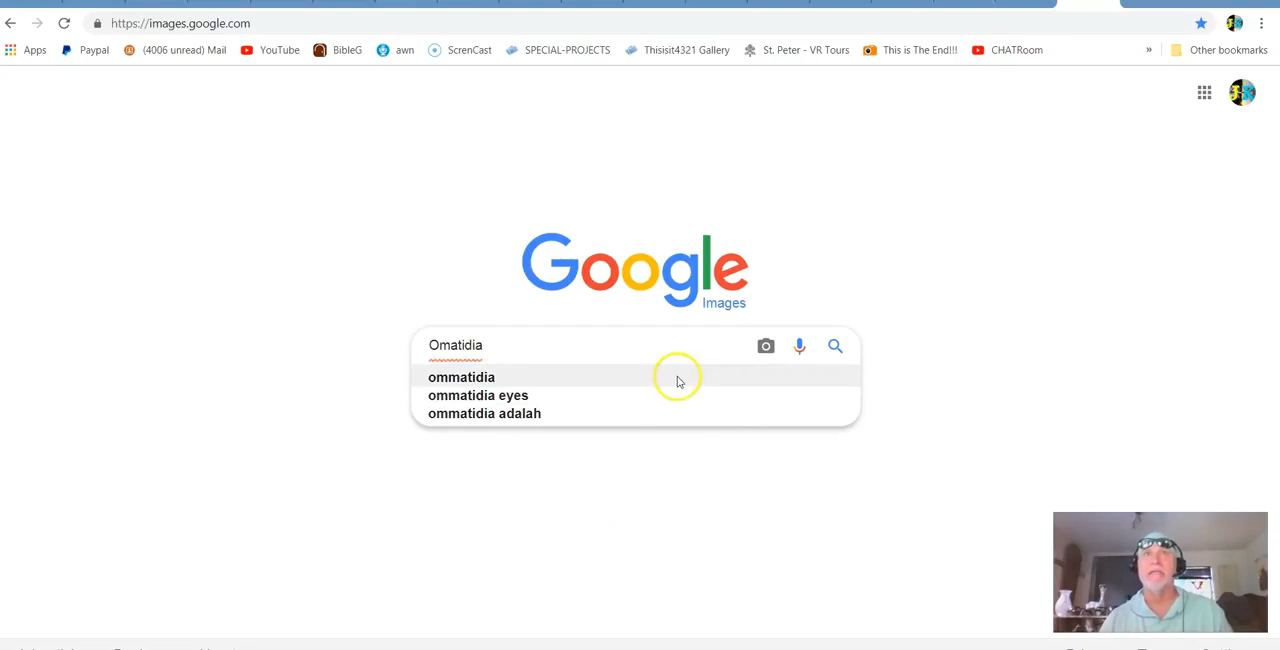 https://images.google.com
Apps Paypal (4006 unread) Mail YouTube BibleG awn ScrenCast SPECIAL-PROJECTS Thisisit4321 Gallery St. Peter - VR Tours This is The End!!! CHATRoom » Other bookmarks
Google
Images
Omatidia
ommatidia
ommatidia eyes
ommatidia adalah